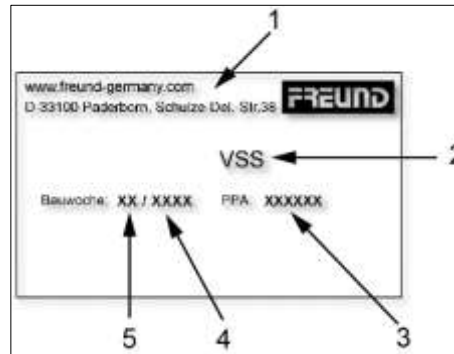 1
www.freund-germany.com
FREUND
D 33100 Paderborn, Schulze Del. Str.38
VSS
2
Bauwoche: XX / XXXX PPA: XXXXXX
5
4
3